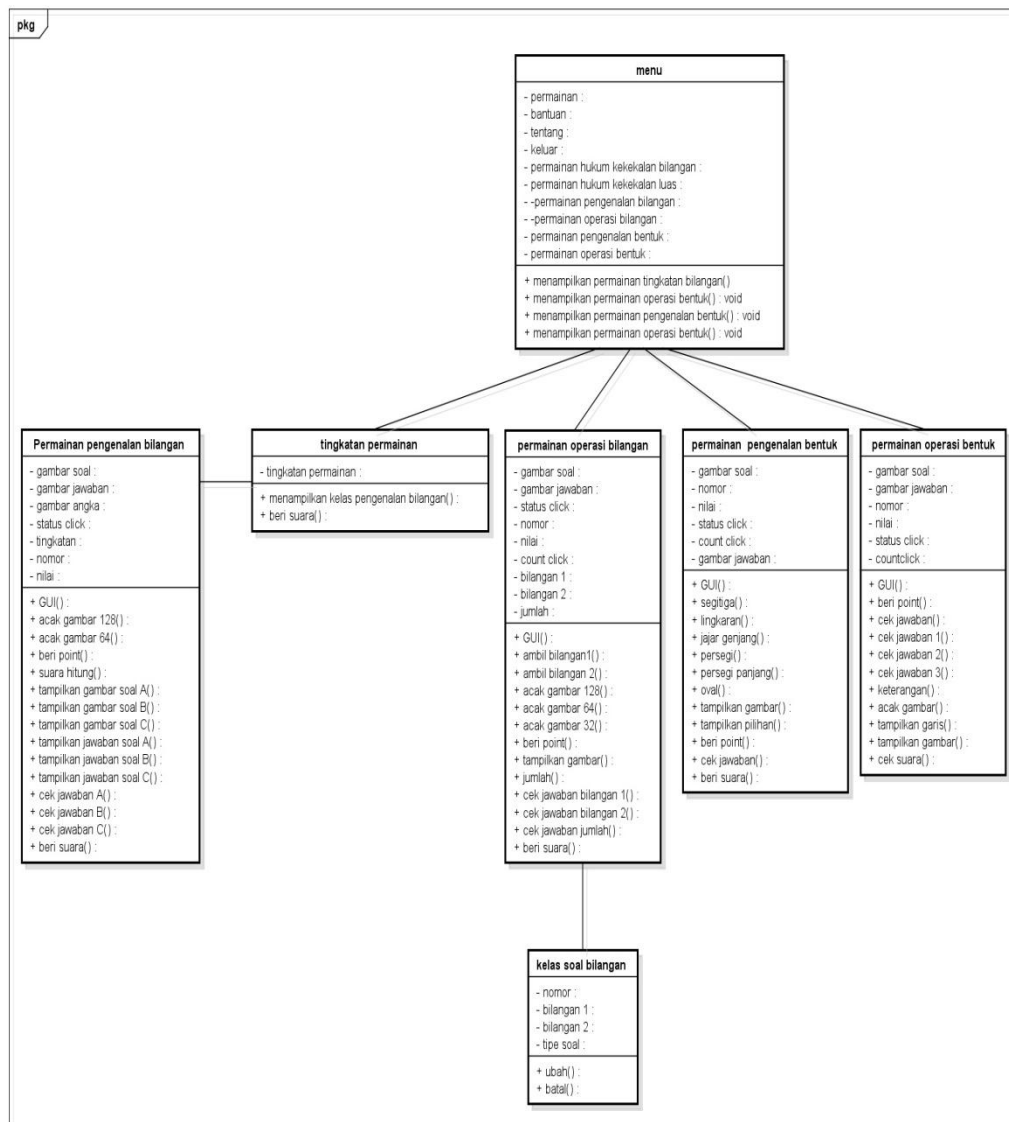 pkg
menu
- permainan :
- bantuan :
- tentang :
- keluar :
- permainan hukum kekekalan bilangan :
- permainan hukum kekekalan luas :
- -permainan pengenalan bilangan :
- -permainan operasi bilangan :
- permainan pengenalan bentuk :
- permainan operasi bentuk :
+ menampilkan permainan tingkatan bilangan()
+ menampilkan permainan operasi bentuk() : void
+ menampilkan permainan pengenalan bentuk() : void
+ menampilkan permainan operasi bentuk() : void
Permainan pengenalan bilangan
- gambar soal :
- gambar jawaban :
- gambar angka :
- status click :
- tingkatan :
- nomor :
- nilai :
+ GUI() :
+ acak gambar 128() :
+ acak gambar 64() :
+ beri point() :
+ suara hitung() :
+ tampilkan gambar soal A() :
+ tampilkan gambar soal B() :
+ tampilkan gambar soal C() :
+ tampilkan jawaban soal A() :
+ tampilkan jawaban soal B() :
+ tampilkan jawaban soal C() :
+ cek jawaban A() :
+ cek jawaban B() :
+ cek jawaban C() :
+ beri suara() :
tingkatan permainan
- tingkatan permainan :
+ menampilkan kelas pengenalan bilangan() :
+ beri suara() :
permainan operasi bilangan
- gambar soal :
- gambar jawaban :
- status click :
- nomor :
- nilai :
- count click :
- bilangan 1 :
- bilangan 2 :
- jumlah :
+ GUI() :
+ ambil bilangan1() :
+ ambil bilangan 2() :
+ acak gambar 128() :
+ acak gambar 64() :
+ acak gambar 32() :
+ beri point() :
+ tampilkan gambar() :
+ jumlah() :
+ cek jawaban bilangan 1() :
+ cek jawaban bilangan 2() :
+ cek jawaban jumlah() :
+ beri suara() :
permainan pengenalan bentuk
- gambar soal :
- nomor :
- nilai :
- status click :
- count click :
- gambar jawaban :
+ GUI() :
+ segitiga() :
+ lingkaran() :
+ jajar genjang() :
+ persegi() :
+ persegi panjang() :
+ oval() :
+ tampilkan gambar() :
+ tampilkan pilihan() :
+ beri point() :
+ cek jawaban() :
+ beri suara() :
permainan operasi bentuk
- gambar soal :
- gambar jawaban :
- nomor :
- nilai :
- status click :
- countclick :
+ GUI() :
+ beri point() :
+ cek jawaban() :
+ cek jawaban 1() :
+ cek jawaban 2() :
+ cek jawaban 3() :
+ keterangan() :
+ acak gambar() :
+ tampilkan garis() :
+ tampilkan gambar() :
+ cek suara() :
kelas soal bilangan
- nomor :
- bilangan 1 :
- bilangan 2 :
- tipe soal :
+ ubah() :
+ batal() :